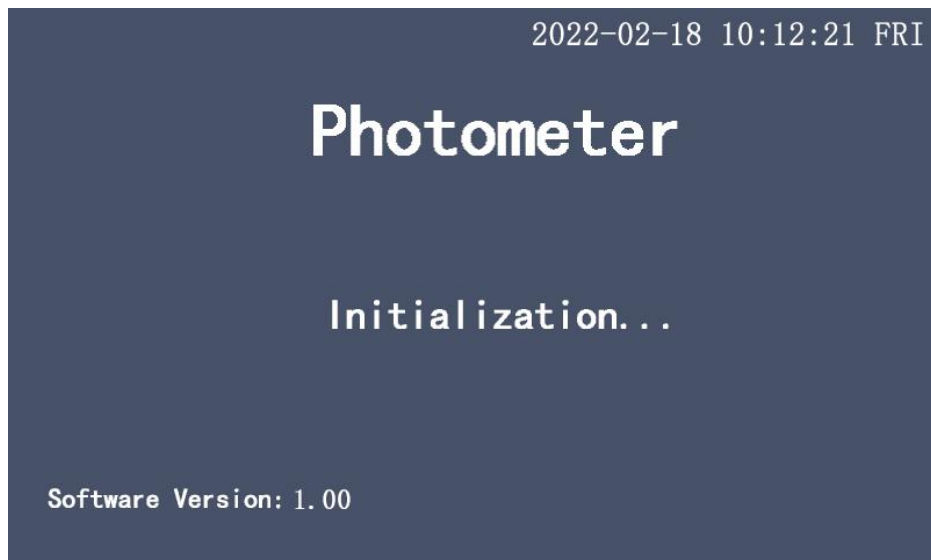 2022-02-18 10:12:21 FRI
Photometer
Initialization...
Software Version: 1.00